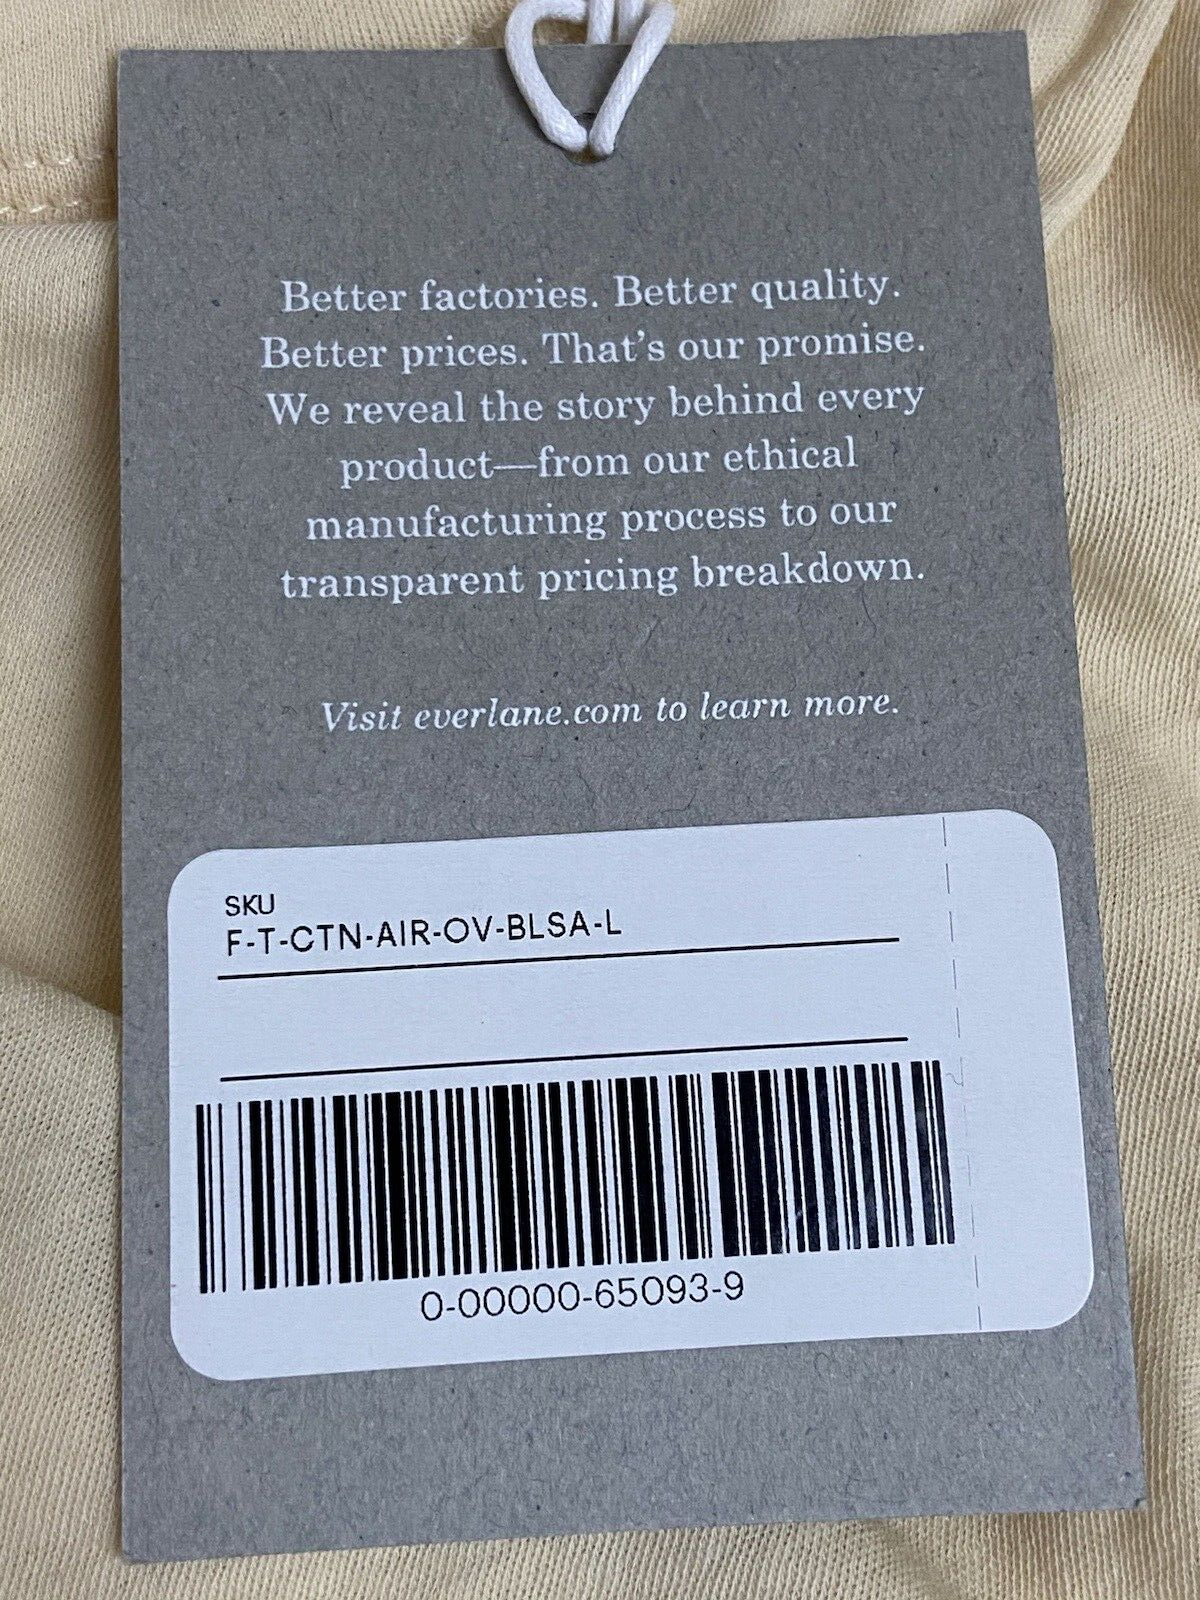 Better factories. Better quality.
Better prices. That's our promise.
We reveal the story behind every
product—from our ethical
manufacturing process to our
transparent pricing breakdown.
Visit everlane.com to learn more.
SKU
F-T-CTN-AIR-OV-BLSA-L
0-00000-65093-9